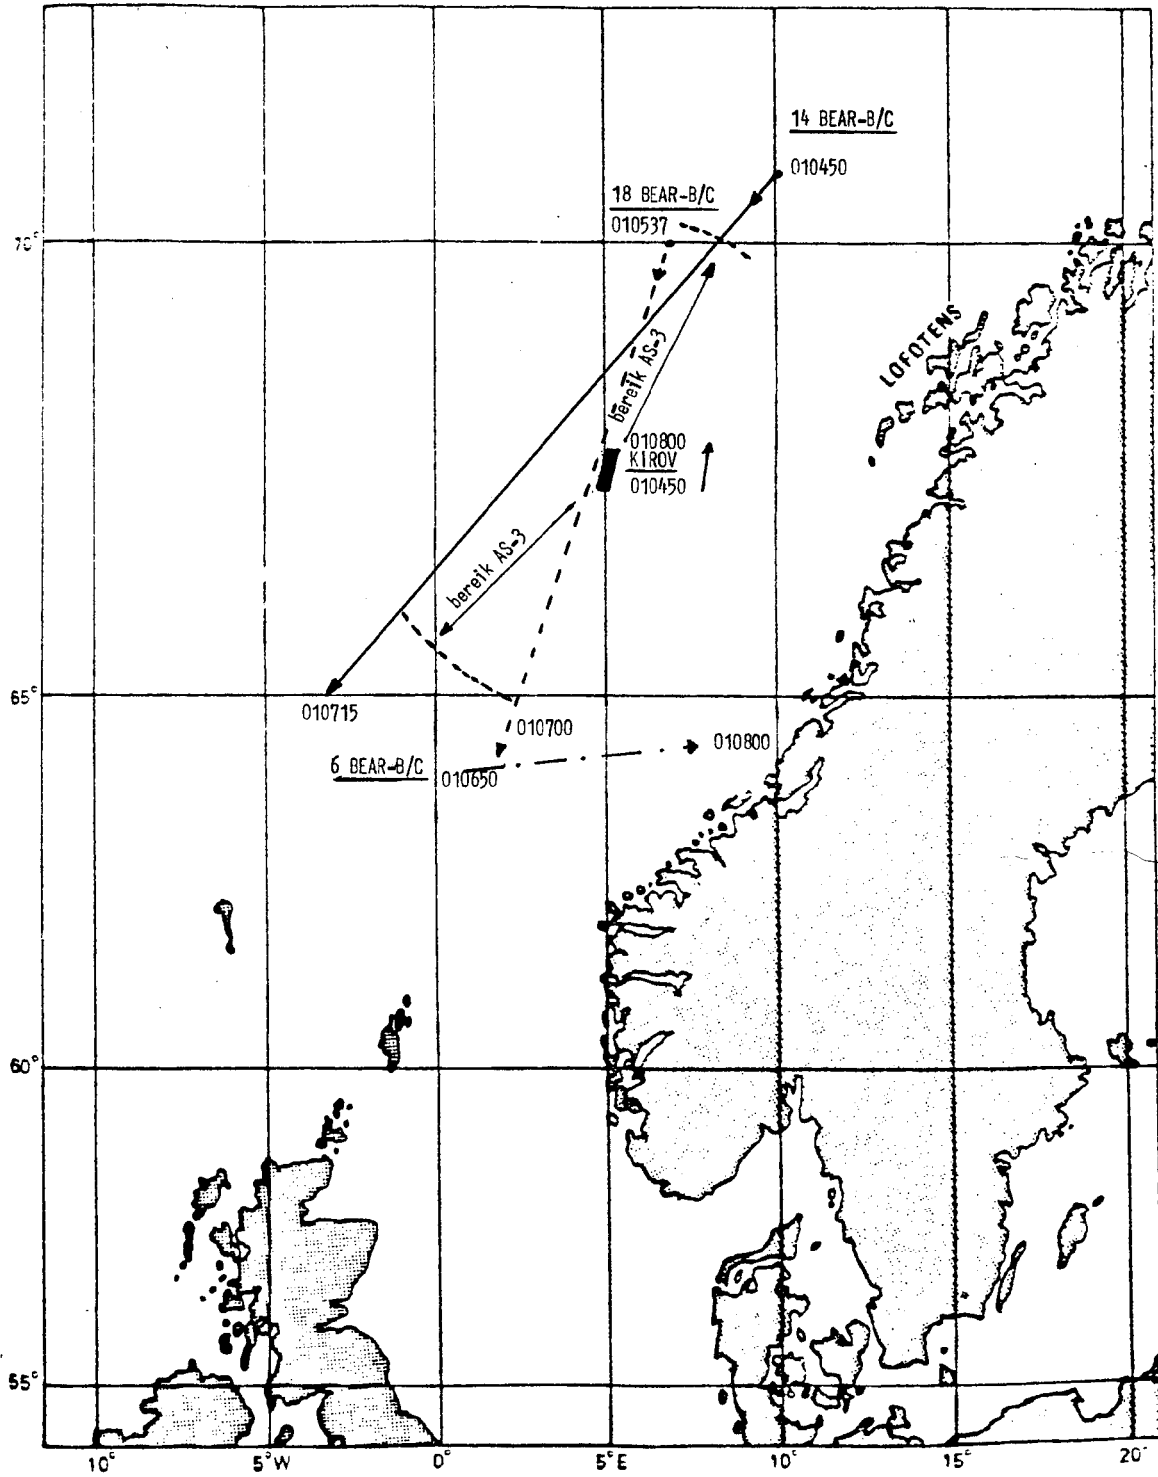 14 BEAR-B/C
010450
18 BEAR-B/C
010537
70°
LOFOTENS
bereik AS-3
010800
KIROV
010450
bereik AS-3
65°
010715
010700
010800
6 BEAR-B/C
010650
60°
55°
10°
5°W
0°
5°E
10°
15°
20°